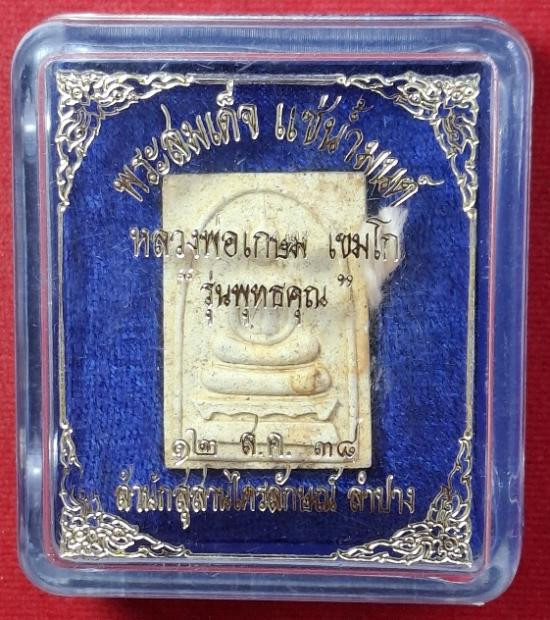 พระสมเด็จ แช่น้ำมนต์
หลวงพ่อเกษม เขมโก
"รุ่นพุทธคุณ"
๑๒ ส.ค. ๓๘
สำนักสุสานไตรลักษณ์ ลำปาง